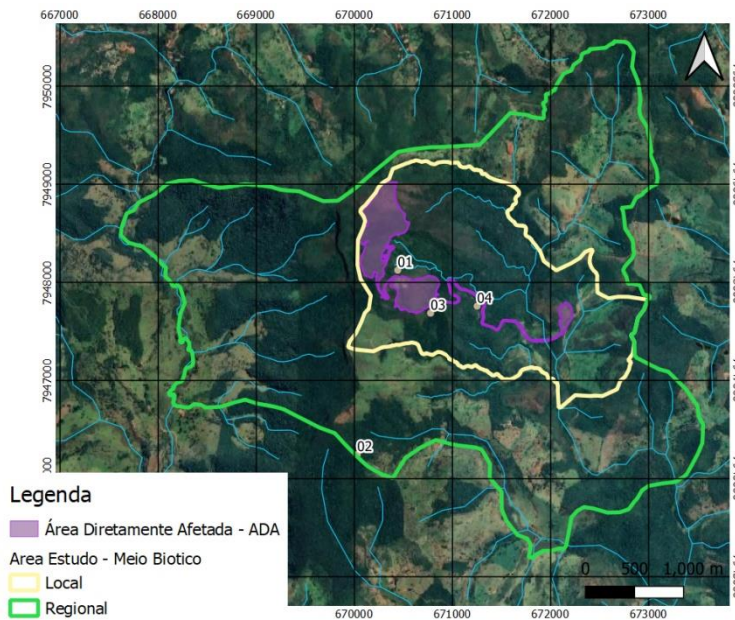 667000 668000 669000 670000 671000 672000 673000
7950000
7949000
7948000
7947000
01
03
04
02
Legenda
Área Diretamente Afetada - ADA
Area Estudo - Meio Biotico
Local
Regional
0 500 1,000 m
670000 671000 672000 673000